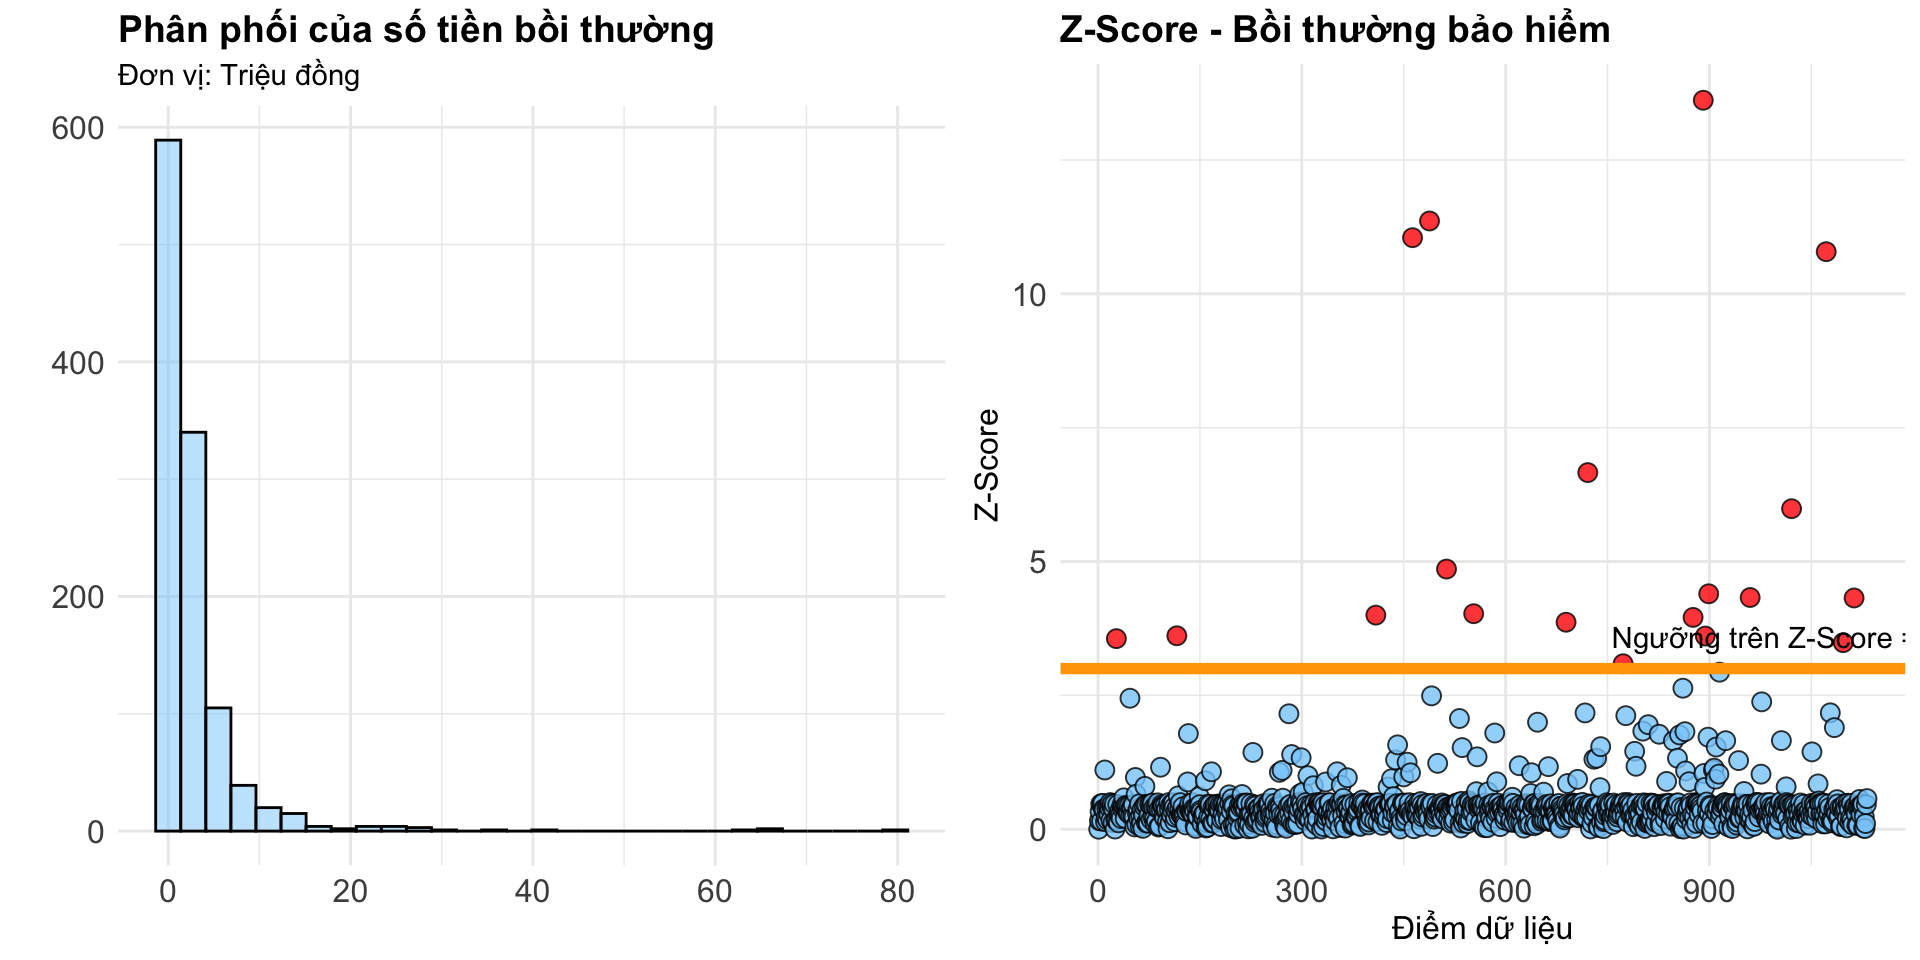 Phân phối của số tiền bồi thường
Đơn vị: Triệu đồng
600
400
200
0
0 20 40 60 80
Z-Score - Bồi thường bảo hiểm
Z-Score
10
5
0
Ngưỡng trên Z-Score =
0 300 600 900
Điểm dữ liệu